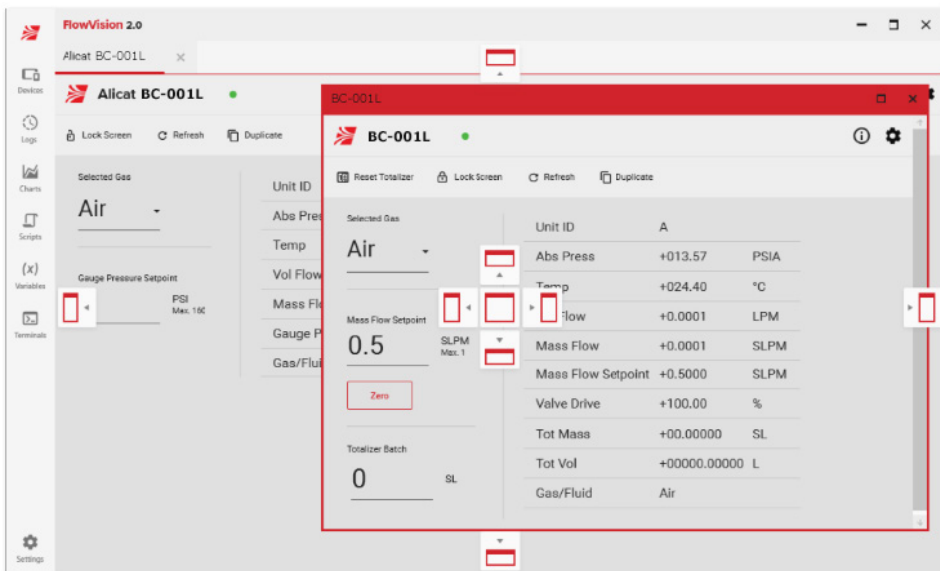 FlowVision 2.0
Alicat BC-001L
Devices
Logs
Charts
Scripts
(x)
Variables
Terminals
Settings
Alicat BC-001L
Lock Screen Refresh Duplicate
Selected Gas
Air
Gauge Pressure Setpoint
PSI
Max. 160
Unit ID
Abs Pres
Temp
Vol Flow
Mass Fl
Gauge P
Gas/Flui
BC-001L
BC-001L
Reset Totalizer Lock Screen Refresh Duplicate
Selected Gas
Air
Mass Flow Setpoint
0.5 SLPM
Max. 1
Zero
Totalizer Batch
0 SL
Unit ID A
Abs Press +013.57 PSIA
Temp +024.40 °C
Flow +0.0001 LPM
Mass Flow +0.0001 SLPM
Mass Flow Setpoint +0.5000 SLPM
Valve Drive +100.00 %
Tot Mass +00.00000 SL
Tot Vol +00000.00000 L
Gas/Fluid Air